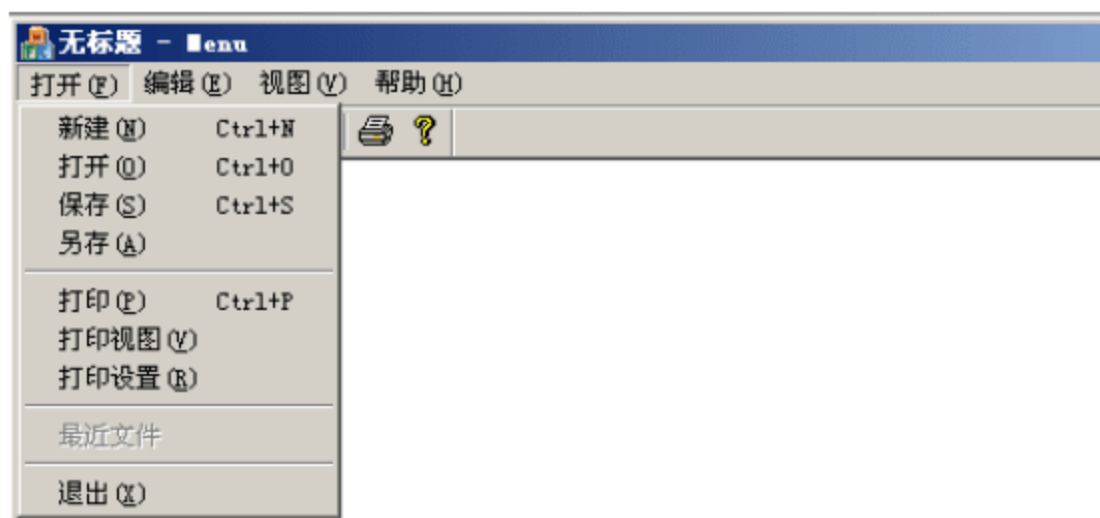 无标题 - Menu
打开(F) 编辑(E) 视图(V) 帮助(H)
新建(N) Ctrl+N
打开(O) Ctrl+O
保存(S) Ctrl+S
另存(A)
打印(P) Ctrl+P
打印视图(V)
打印设置(R)
最近文件
退出(X)